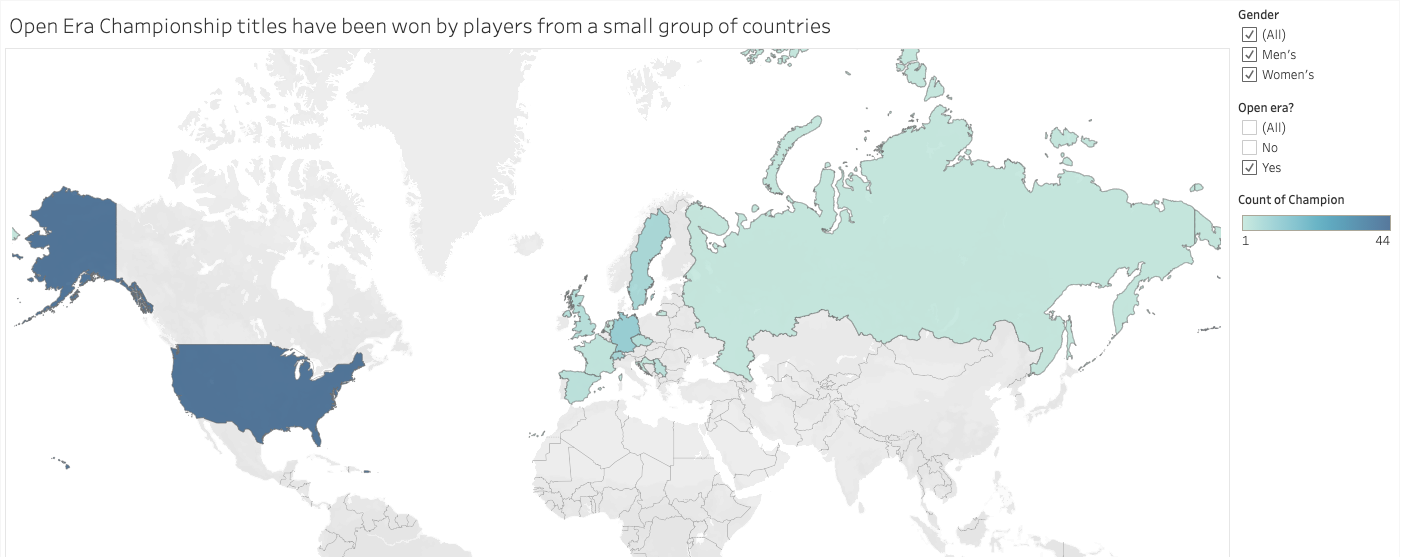 Open Era Championship titles have been won by players from a small group of countries
Gender
(All)
Men's
Women's
Open era?
(All)
No
Yes
Count of Champion
1
44